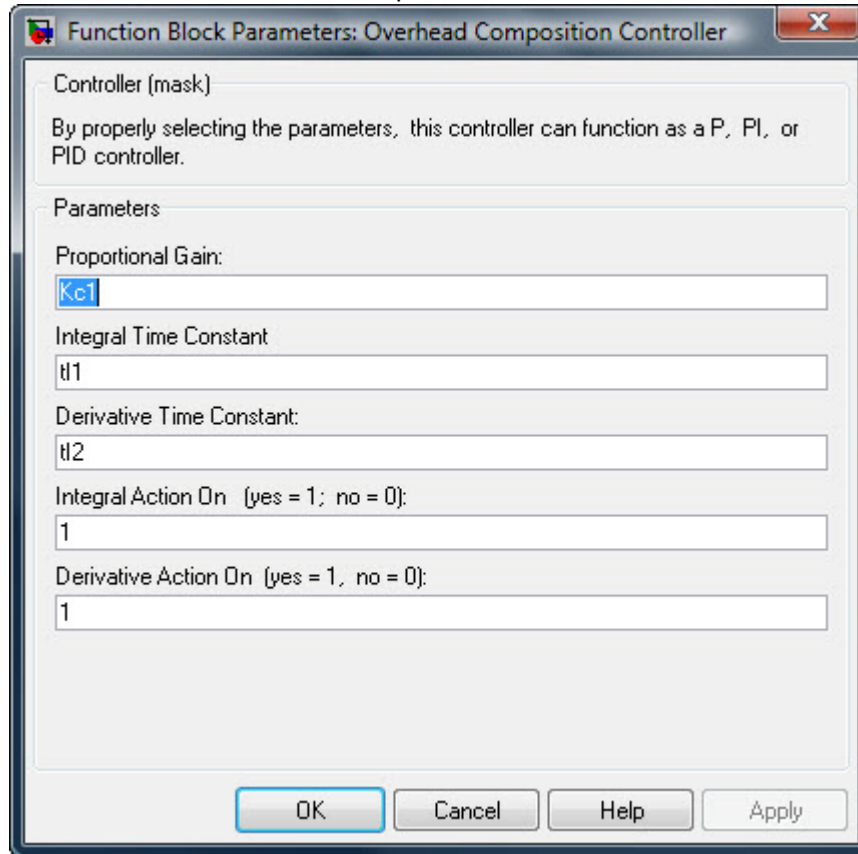 Function Block Parameters: Overhead Composition Controller
X
Controller (mask)
By properly selecting the parameters, this controller can function as a P, PI, or
PID controller.
Parameters
Proportional Gain:
Kc1
Integral Time Constant
tI1
Derivative Time Constant:
tI2
Integral Action On (yes = 1; no = 0):
1
Derivative Action On (yes = 1, no = 0):
1
OK Cancel Help Apply